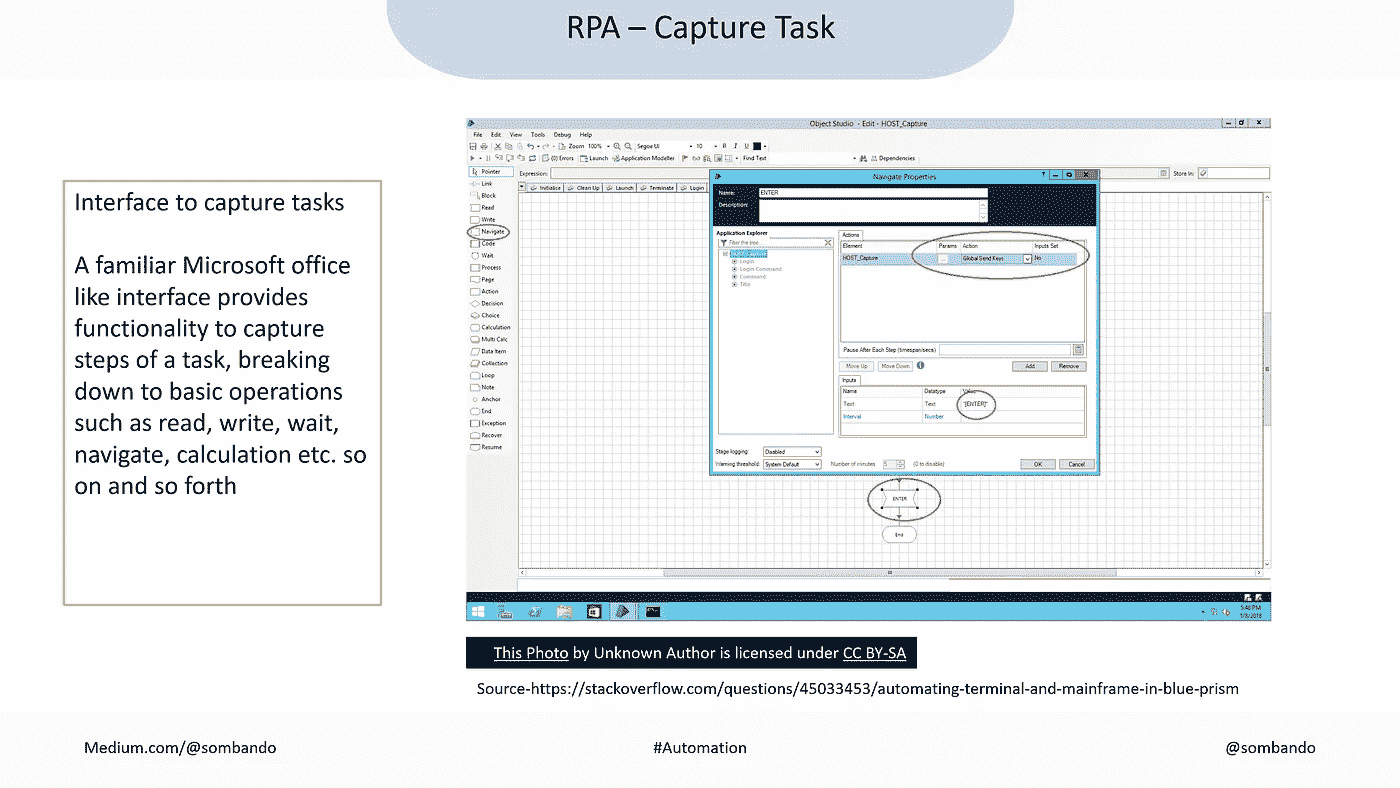 RPA – Capture Task
Interface to capture tasks
A familiar Microsoft office
like interface provides
functionality to capture
steps of a task, breaking
down to basic operations
such as read, write, wait,
navigate, calculation etc. so
on and so forth
Object Studio - Edit - HOST_Capture
File Edit View Tools Debug Help
Zoom 100% Segoe UI 10 B I U
(0) Errors Launch Application Modeller Find Text Dependencies
Pointer
Expression:
Store In:
Link
Initialise Clean Up Launch Terminate Login
Block
Read
Write
Navigate
Code
Wait
Process
Page
Action
Decision
Choice
Calculation
Multi Calc
Data Item
Collection
Loop
Note
Anchor
End
Exception
Recover
Resume
Navigate Properties
Name: ENTER
Description:
Application Explorer
Filter the tree
HOST_Capture
Login
Login Command
Command
Title
Actions
Element Params Action Inputs Set
HOST_Capture ... Global Send Keys No
Pause After Each Step (timespan/secs)
Move Up Move Down Add Remove
Inputs
Name Datatype Value
Text Text "{ENTER}"
Interval Number
Stage logging: Disabled
Warning threshold: System Default Number of minutes 5 (0 to disable)
OK Cancel
ENTER
End
5:48 PM
1/8/2018
This Photo by Unknown Author is licensed under CC BY-SA
Source-https://stackoverflow.com/questions/45033453/automating-terminal-and-mainframe-in-blue-prism
Medium.com/@sombando
#Automation
@sombando